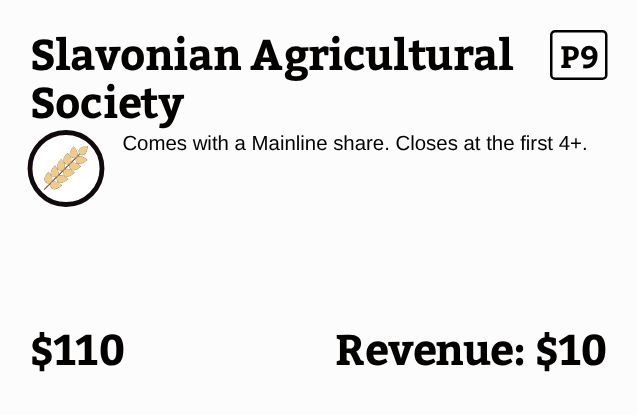 Slavonian Agricultural
P9
Society
Comes with a Mainline share. Closes at the first 4+.
$110
Revenue: $10